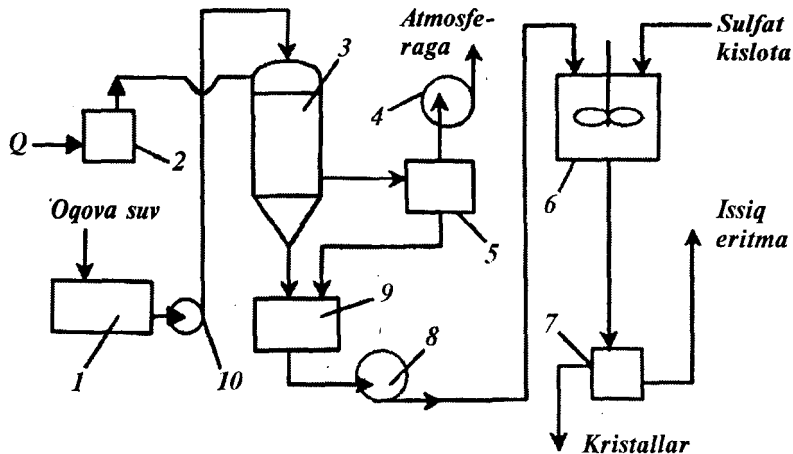 Atmosfe-
raga
Sulfat
kislota
3
4
Q
2
6
Oqova suv
5
Issiq
eritma
9
7
8
1
10
Kristallar